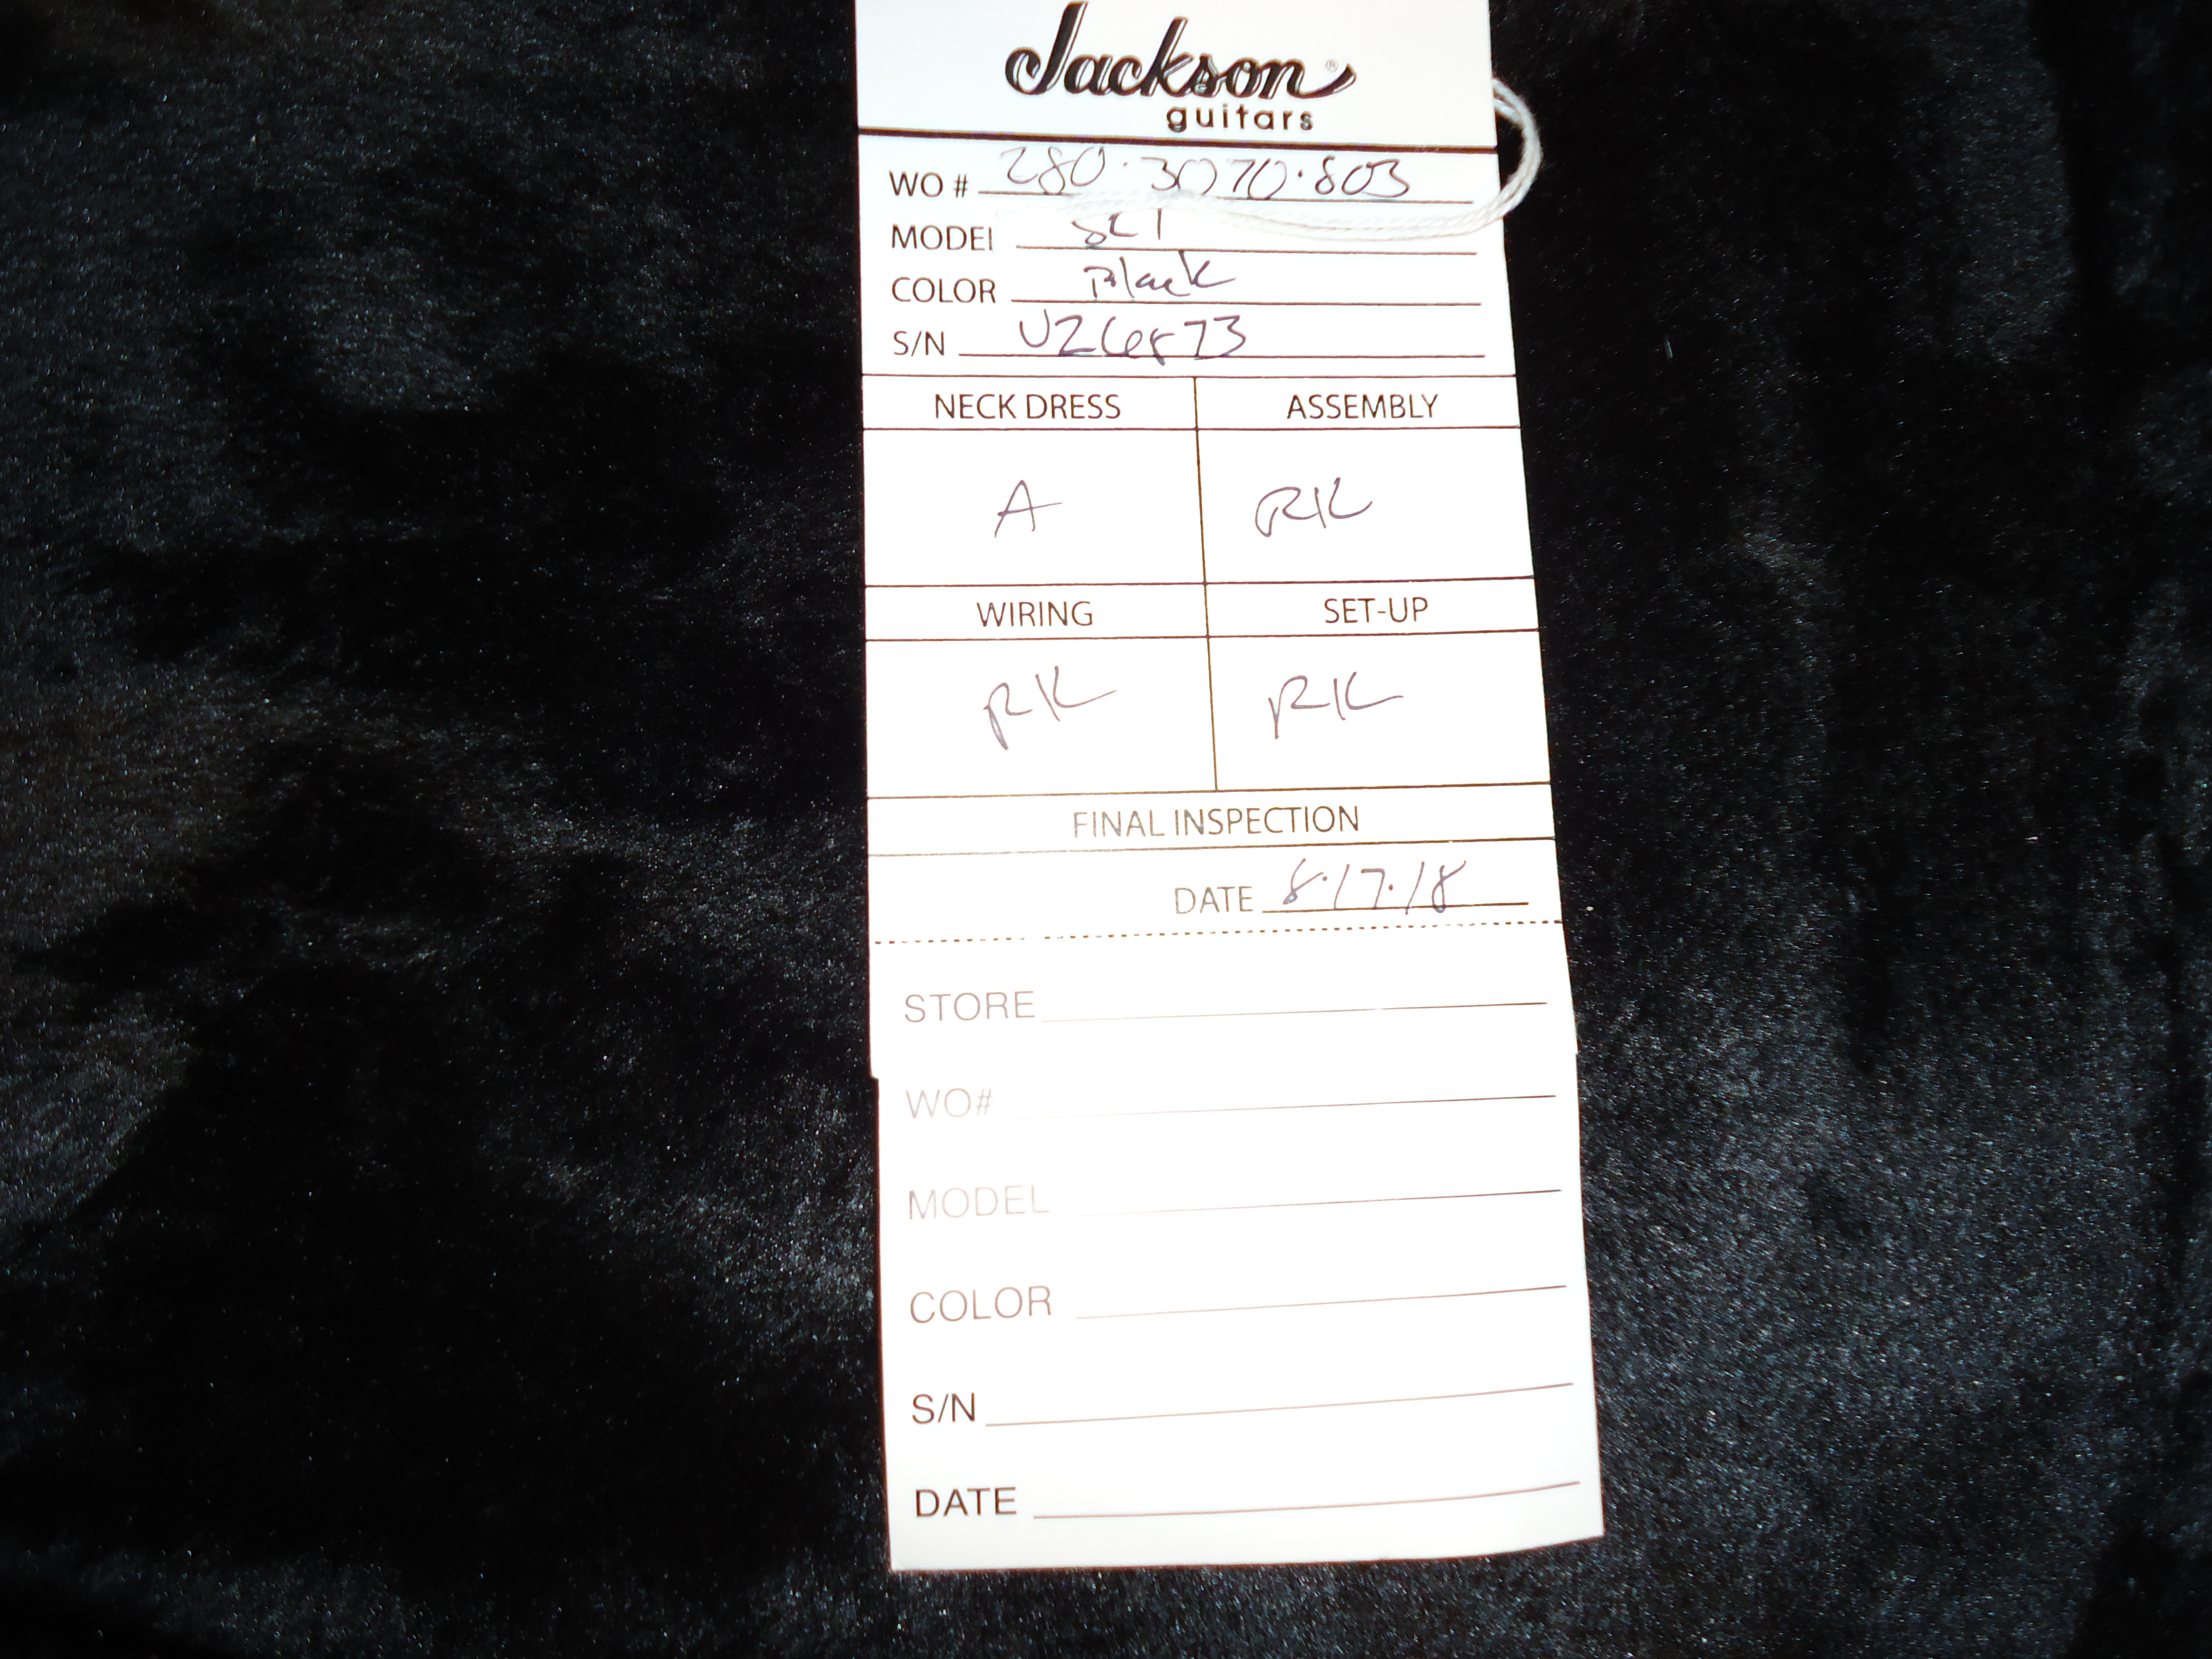 Jackson®
guitars
WO # 280·3070·803
MODEL SL1
COLOR Black
S/N
NECK DRESS ASSEMBLY
A RK
WIRING SET-UP
RK RK
FINAL INSPECTION
DATE 8·17·18
STORE
WO#
MODEL
COLOR
S/N
DATE